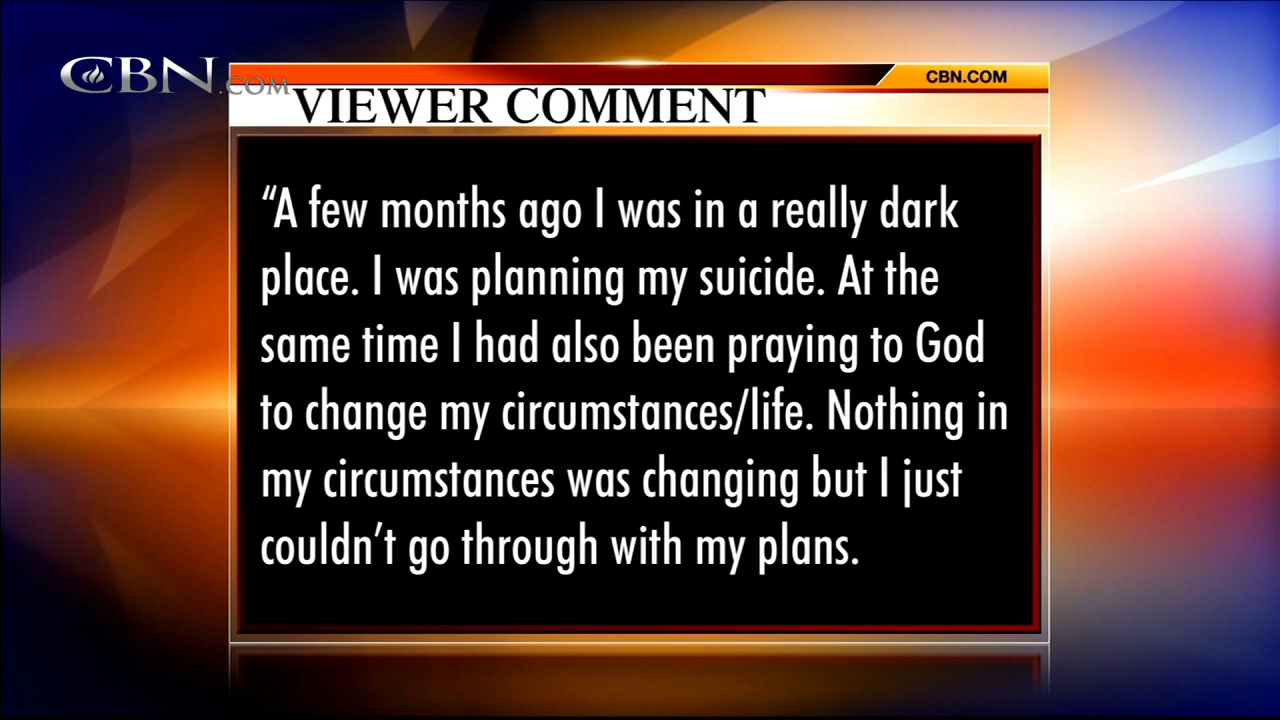 CBN.COM
CBN.COM
VIEWER COMMENT
“A few months ago I was in a really dark
place. I was planning my suicide. At the
same time I had also been praying to God
to change my circumstances/life. Nothing in
my circumstances was changing but I just
couldn’t go through with my plans.